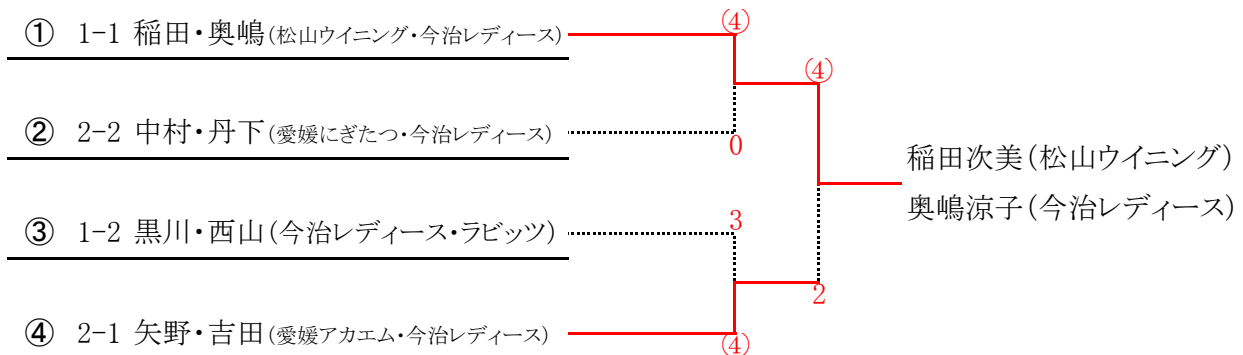 ① 1-1 稲田・奥嶋(松山ウイニング・今治レディース)
④
④
② 2-2 中村・丹下(愛媛にぎたつ・今治レディース)
0
稲田次美(松山ウイニング)
奥嶋涼子(今治レディース)
③ 1-2 黒川・西山(今治レディース・ラビッツ)
3
2
④ 2-1 矢野・吉田(愛媛アカエム・今治レディース)
④